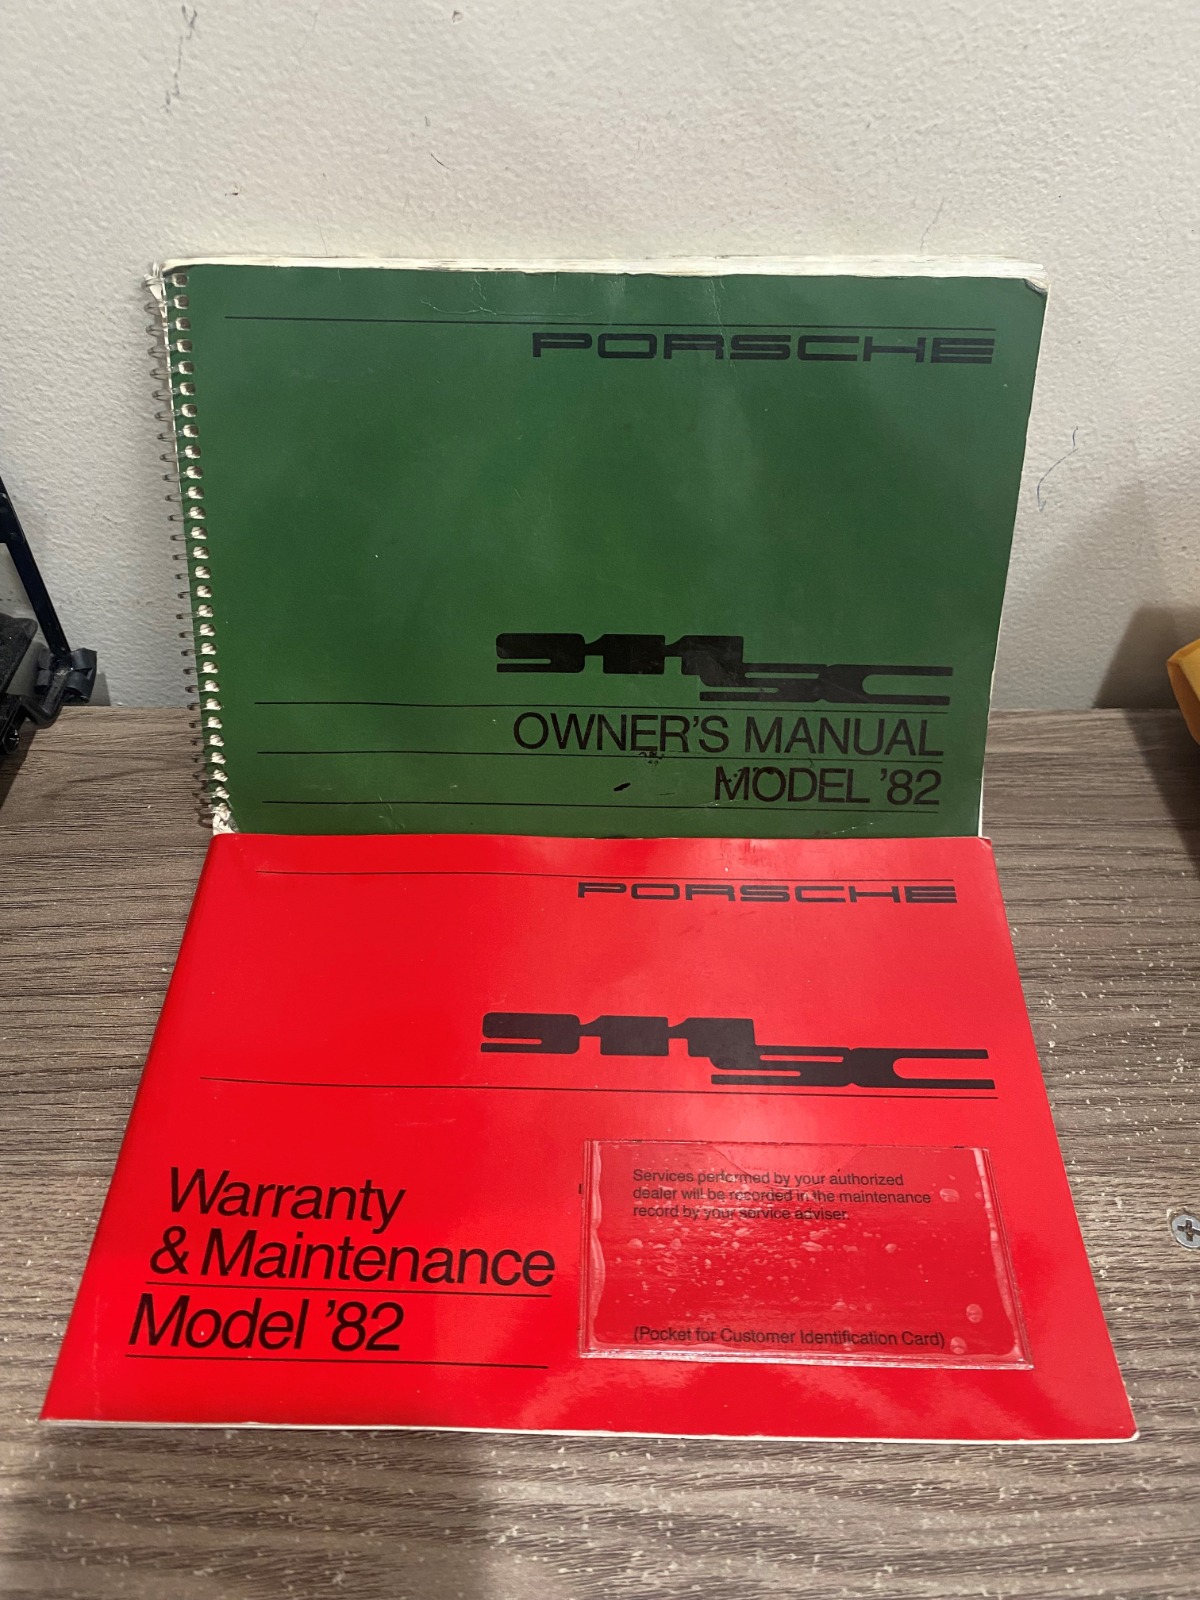 PORSCHE
911SC
OWNER'S MANUAL
MODEL '82
PORSCHE
911SC
Warranty
& Maintenance
Model '82
Services performed by your authorized
dealer will be recorded in the maintenance
record by your service adviser.
(Pocket for Customer Identification Card)